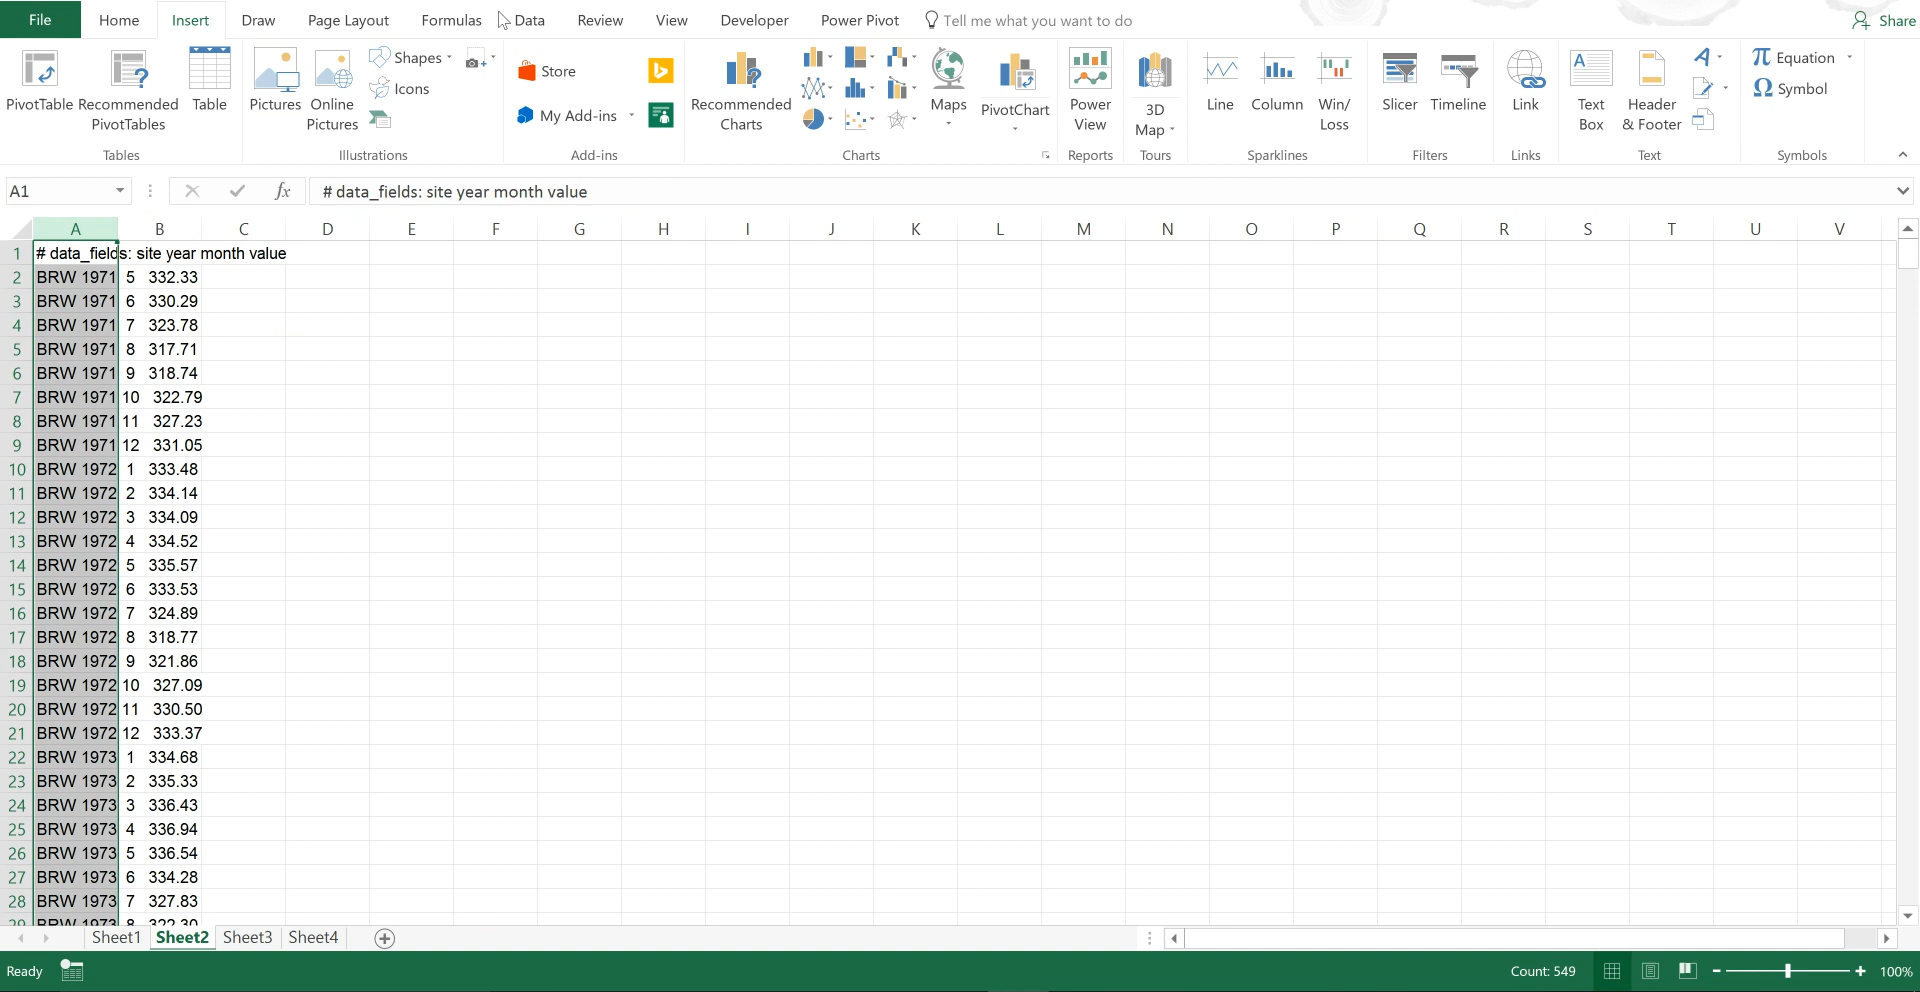 File Home Insert Draw Page Layout Formulas Data Review View Developer Power Pivot Tell me what you want to do Share
PivotTable Recommended PivotTables Table
Tables
Pictures Online Pictures Shapes Icons
Illustrations
Store
My Add-ins
Add-ins
Recommended Charts Maps PivotChart
Charts
Power View
Reports
3D Map
Tours
Line Column Win/ Loss
Sparklines
Slicer Timeline
Filters
Link
Links
Text Box Header & Footer
Text
Equation
Symbol
Symbols
A1 fx # data_fields: site year month value
A B C D E F G H I J K L M N O P Q R S T U V
1 # data_fields: site year month value
2 BRW 1971 5 332.33
3 BRW 1971 6 330.29
4 BRW 1971 7 323.78
5 BRW 1971 8 317.71
6 BRW 1971 9 318.74
7 BRW 1971 10 322.79
8 BRW 1971 11 327.23
9 BRW 1971 12 331.05
10 BRW 1972 1 333.48
11 BRW 1972 2 334.14
12 BRW 1972 3 334.09
13 BRW 1972 4 334.52
14 BRW 1972 5 335.57
15 BRW 1972 6 333.53
16 BRW 1972 7 324.89
17 BRW 1972 8 318.77
18 BRW 1972 9 321.86
19 BRW 1972 10 327.09
20 BRW 1972 11 330.50
21 BRW 1972 12 333.37
22 BRW 1973 1 334.68
23 BRW 1973 2 335.33
24 BRW 1973 3 336.43
25 BRW 1973 4 336.94
26 BRW 1973 5 336.54
27 BRW 1973 6 334.28
28 BRW 1973 7 327.83
29 BRW 1973 8 322.30
Sheet1 Sheet2 Sheet3 Sheet4
Ready Count: 549 100%